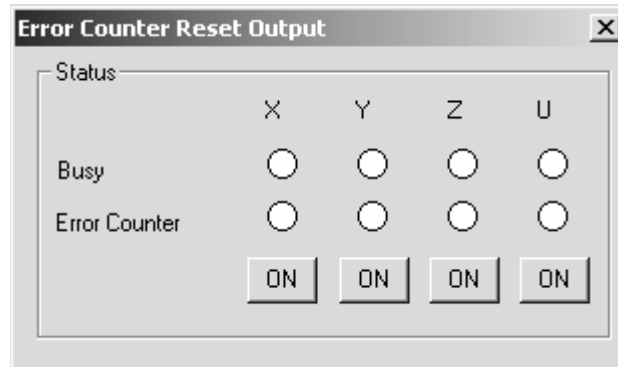 Error Counter Reset Output
Status
X Y Z U
Busy
Error Counter
ON ON ON ON